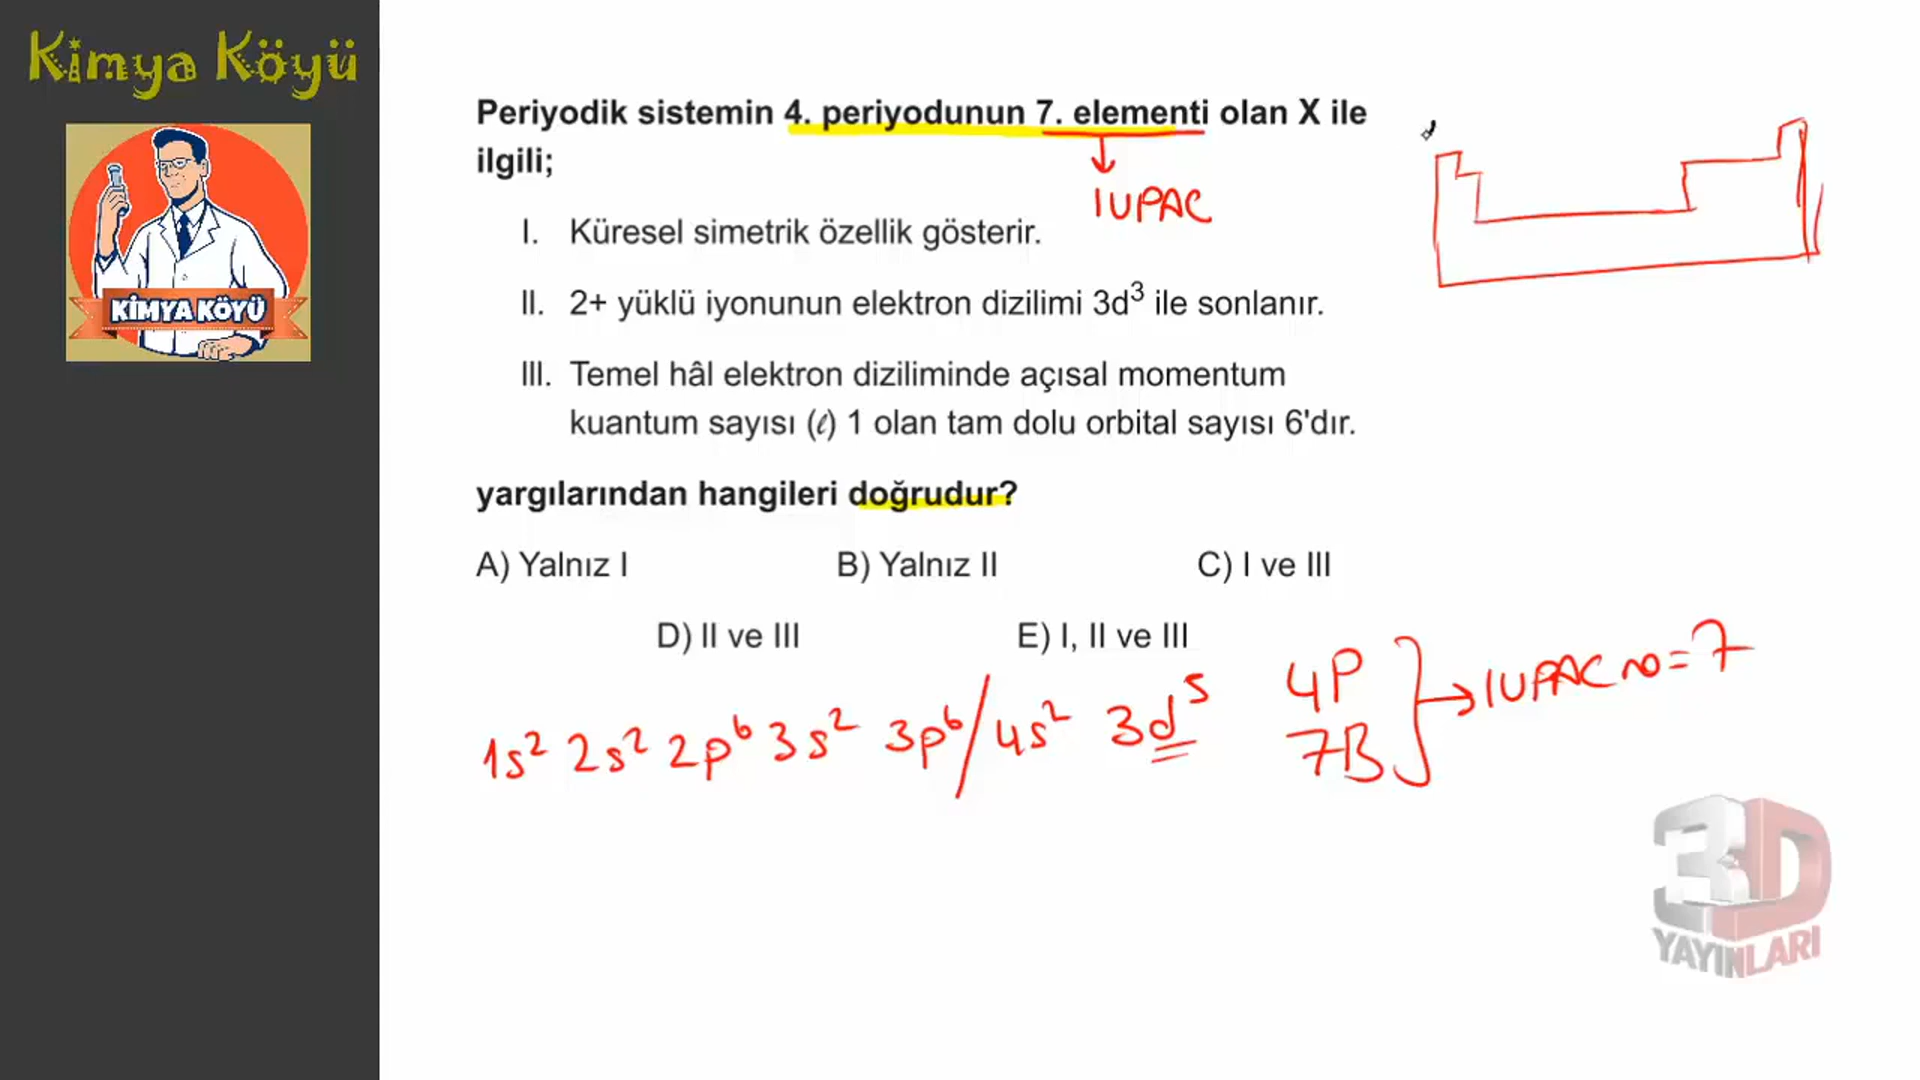 Kimya Köyü
KİMYA KÖYÜ
Periyodik sistemin 4. periyodunun 7. elementi olan X ile
ilgili;
IUPAC
I. Küresel simetrik özellik gösterir.
II. 2+ yüklü iyonunun elektron dizilimi 3d³ ile sonlanır.
III. Temel hâl elektron diziliminde açısal momentum
kuantum sayısı (ℓ) 1 olan tam dolu orbital sayısı 6'dır.
yargılarından hangileri doğrudur?
A) Yalnız I B) Yalnız II C) I ve III
D) II ve III E) I, II ve III
1s² 2s² 2p⁶ 3s² 3p⁶ / 4s² 3d⁵ 4P 7B } → IUPAC no = 7
3D
YAYINLARI